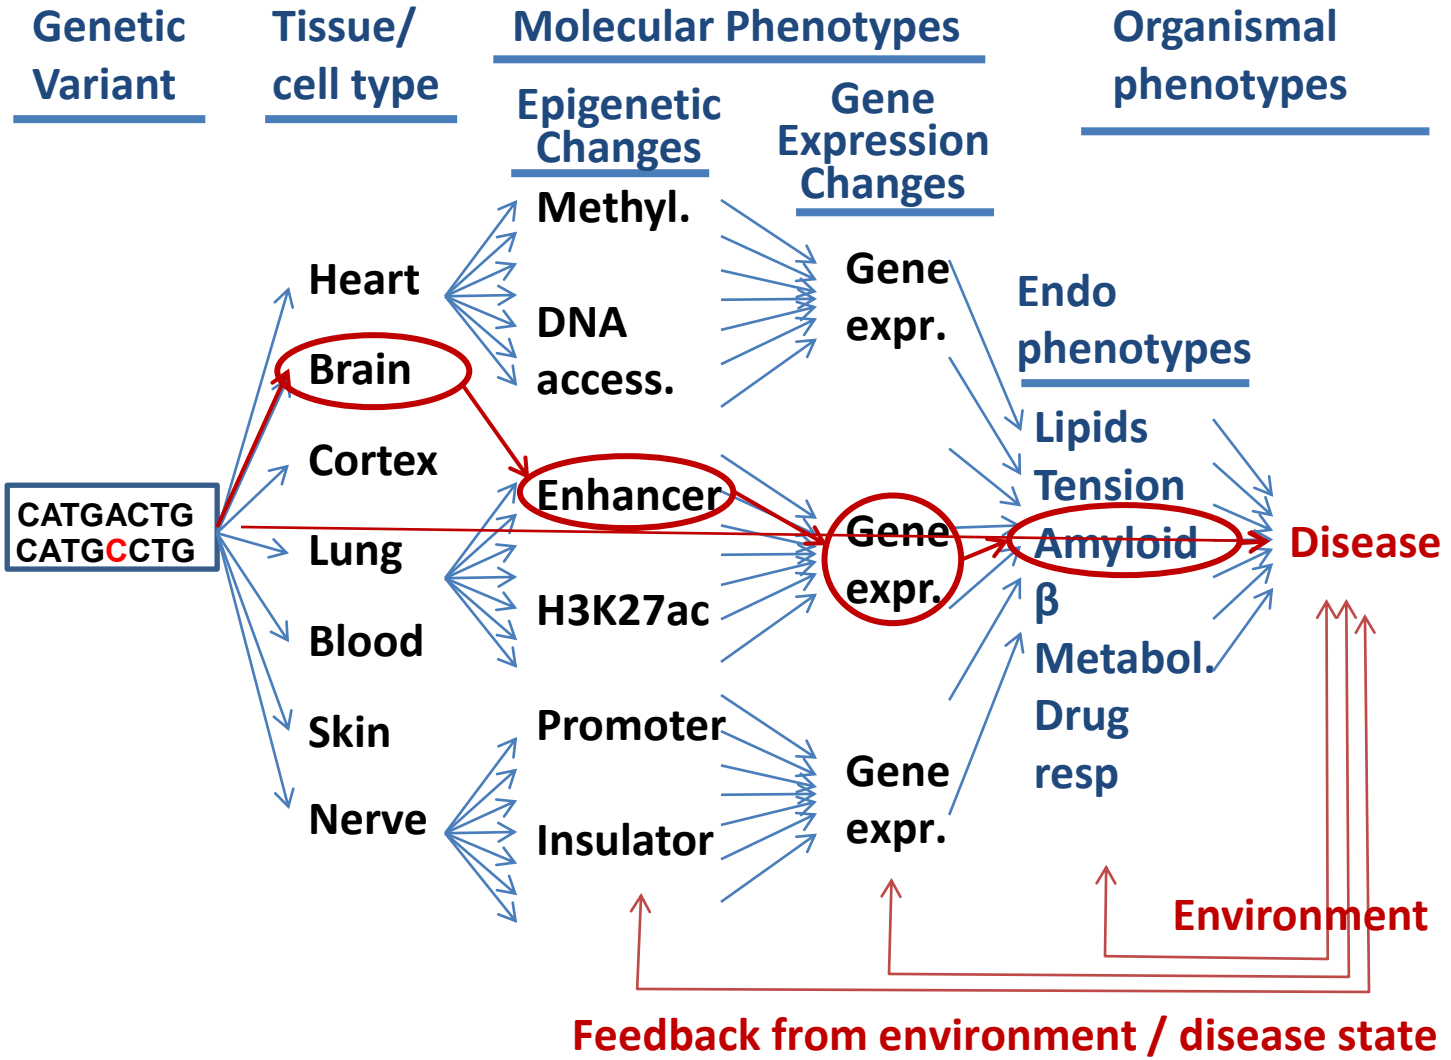 Genetic
Variant
Tissue/
cell type
Molecular Phenotypes
Organismal
phenotypes
Epigenetic
Changes
Gene
Expression
Changes
CATGACTG
CATGCCTG
Heart
Brain
Cortex
Lung
Blood
Skin
Nerve
Methyl.
DNA
access.
Enhancer
H3K27ac
Promoter
Insulator
Gene
expr.
Gene
expr.
Gene
expr.
Endo
phenotypes
Lipids
Tension
Amyloid
β
Metabol.
Drug
resp
Disease
Environment
Feedback from environment / disease state